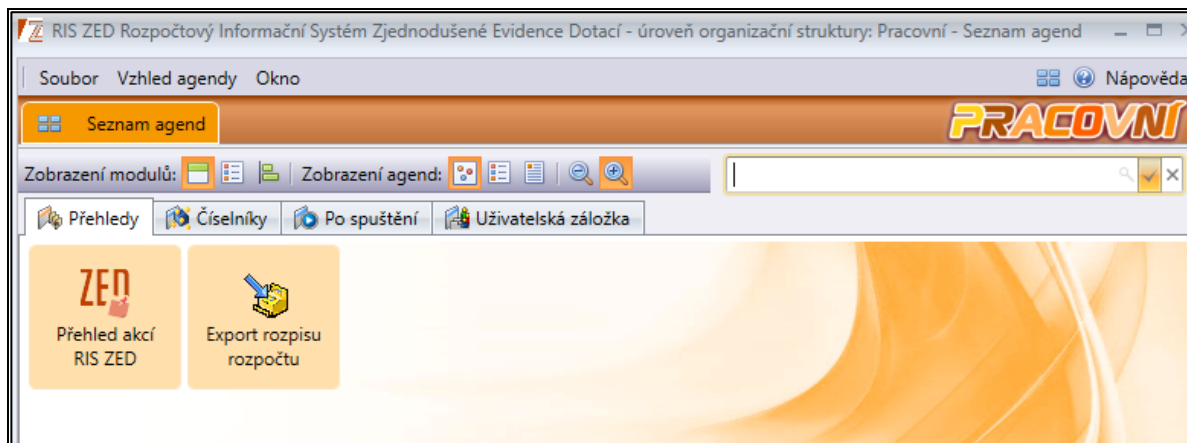 RIS ZED Rozpočtový Informační Systém Zjednodušené Evidence Dotací - úroveň organizační struktury: Pracovní - Seznam agend
Soubor Vzhled agendy Okno Nápověda
Seznam agend PRACOVNÍ
Zobrazení modulů: Zobrazení agend:
Přehledy Číselníky Po spuštění Uživatelská záložka
ZED
Přehled akcí Export rozpisu
RIS ZED rozpočtu